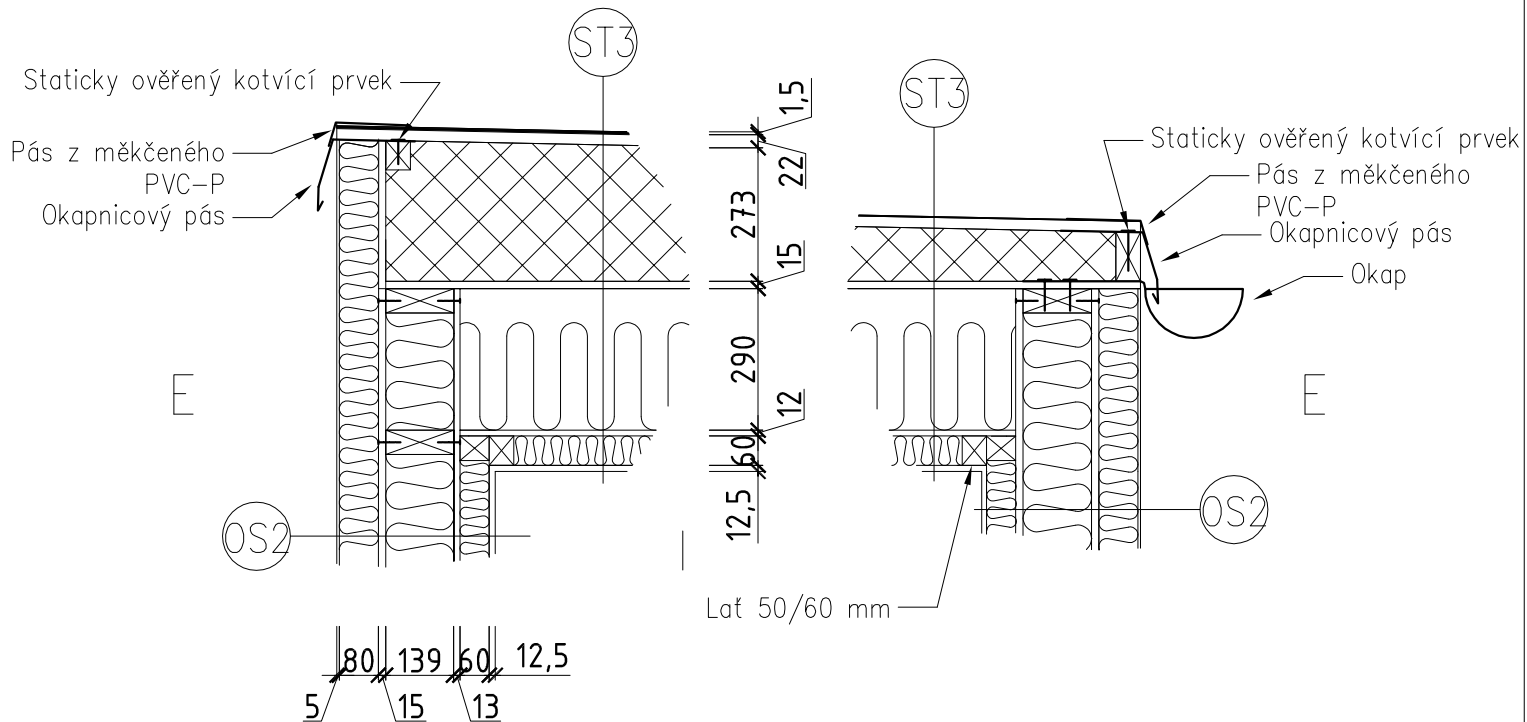 ST3
Staticky ověřený kotvící prvek
Pás z měkčeného
PVC-P
Okapnicový pás
ST3
Staticky ověřený kotvící prvek
Pás z měkčeného
PVC-P
Okapnicový pás
Okap
1,5
22
273
15
290
12
60
12,5
E
E
I
OS2
OS2
Lať 50/60 mm
80
139
60
12,5
5
15
13